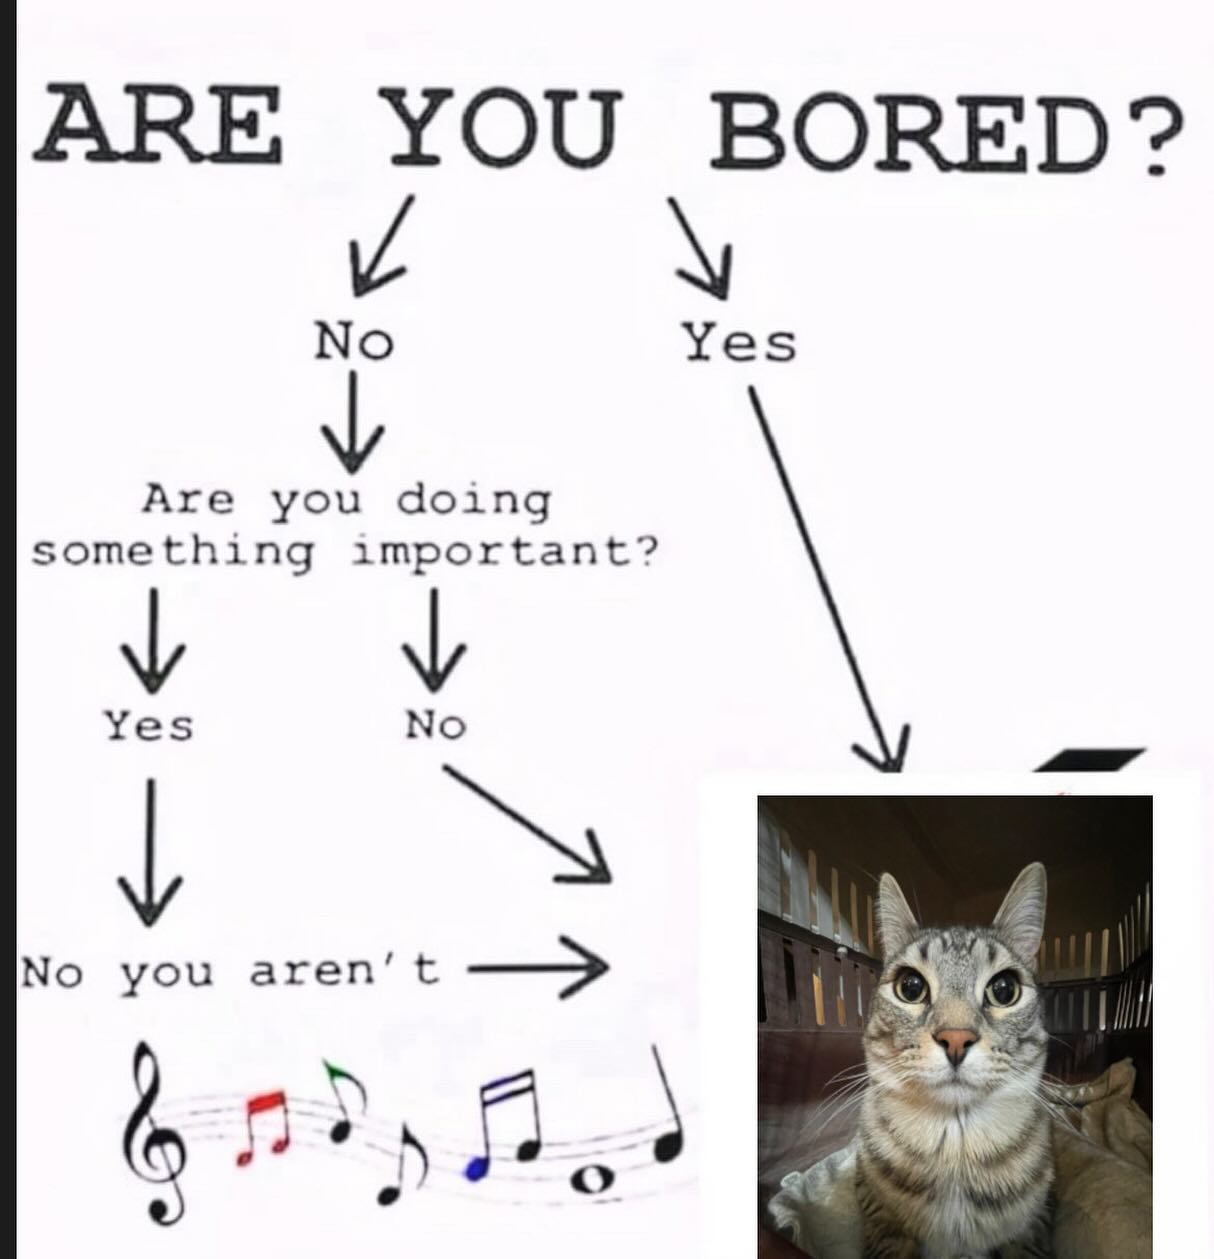 ARE YOU BORED?
No
Yes
Are you doing
something important?
Yes
No
No you aren't